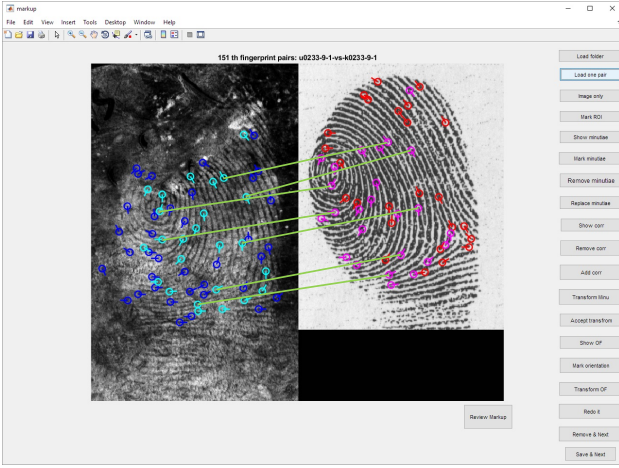 markup
File Edit View Insert Tools Desktop Window Help
151 th fingerprint pairs: u0233-9-1-vs-k0233-9-1
Load folder
Load one pair
Image only
Mark ROI
Show minutiae
Mark minutiae
Remove minutiae
Replace minutiae
Show corr
Remove corr
Add corr
Transform Minu
Accept transfrom
Show OF
Mark orientation
Transform OF
Redo it
Review Markup
Remove & Next
Save & Next